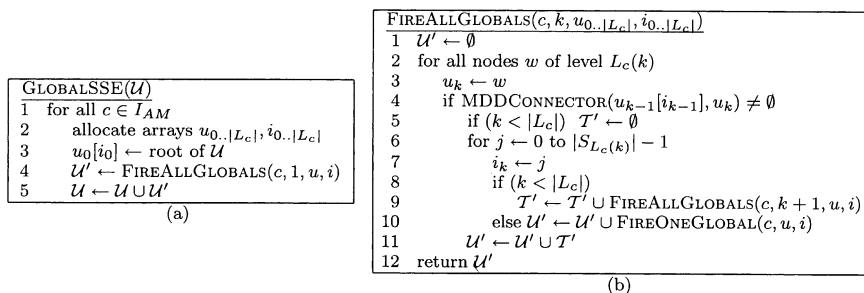 GLOBALSSE(𝒰)
1 for all c ∈ I_AM
2 allocate arrays u_{0..|L_c|}, i_{0..|L_c|}
3 u_0[i_0] ← root of 𝒰
4 𝒰′ ← FIREALLGLOBALS(c, 1, u, i)
5 𝒰 ← 𝒰 ∪ 𝒰′
(a)
FIREALLGLOBALS(c, k, u_{0..|L_c|}, i_{0..|L_c|})
1 𝒰′ ← ∅
2 for all nodes w of level L_c(k)
3 u_k ← w
4 if MDDCONNECTOR(u_{k−1}[i_{k−1}], u_k) ≠ ∅
5 if (k < |L_c|) 𝒯′ ← ∅
6 for j ← 0 to |S_{L_c(k)}| − 1
7 i_k ← j
8 if (k < |L_c|)
9 𝒯′ ← 𝒯′ ∪ FIREALLGLOBALS(c, k + 1, u, i)
10 else 𝒰′ ← 𝒰′ ∪ FIREONEGLOBAL(c, u, i)
11 𝒰′ ← 𝒰′ ∪ 𝒯′
12 return 𝒰′
(b)